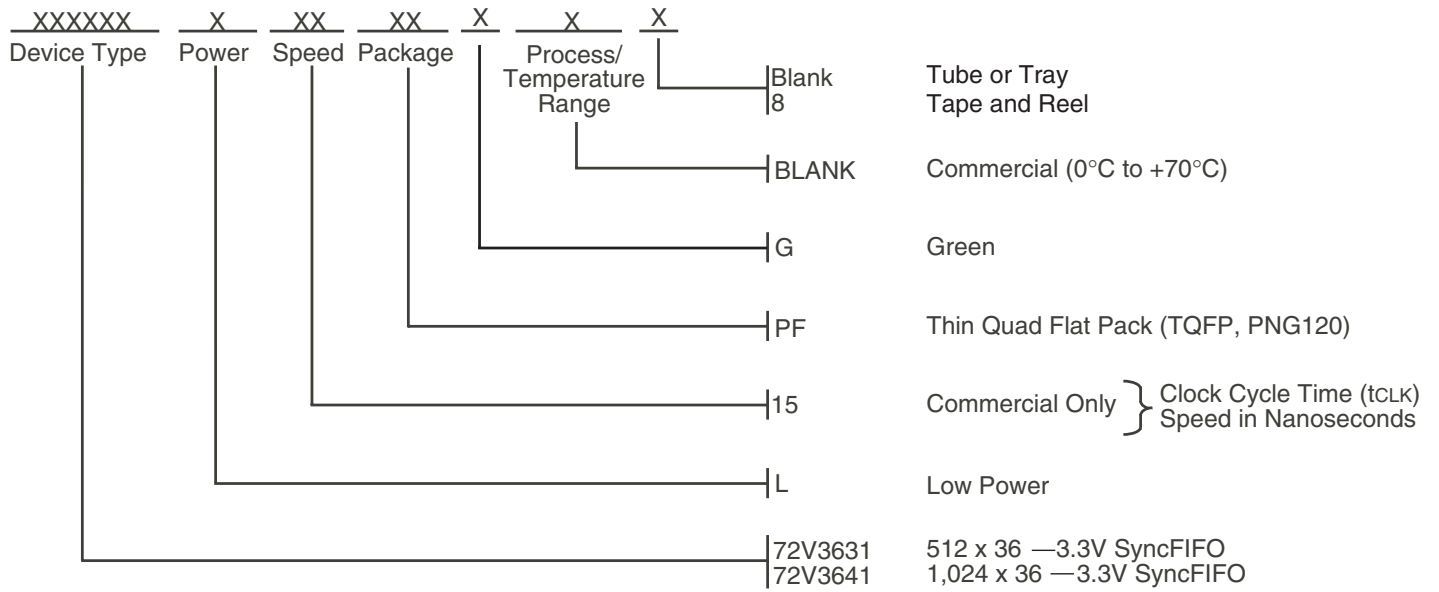 XXXXXX X XX XX X X X
Device Type Power Speed Package Process/
Temperature
Range
Blank Tube or Tray
8 Tape and Reel
BLANK Commercial (0°C to +70°C)
G Green
PF Thin Quad Flat Pack (TQFP, PNG120)
15 Commercial Only Clock Cycle Time (tCLK)
Speed in Nanoseconds
L Low Power
72V3631 512 x 36 —3.3V SyncFIFO
72V3641 1,024 x 36 —3.3V SyncFIFO